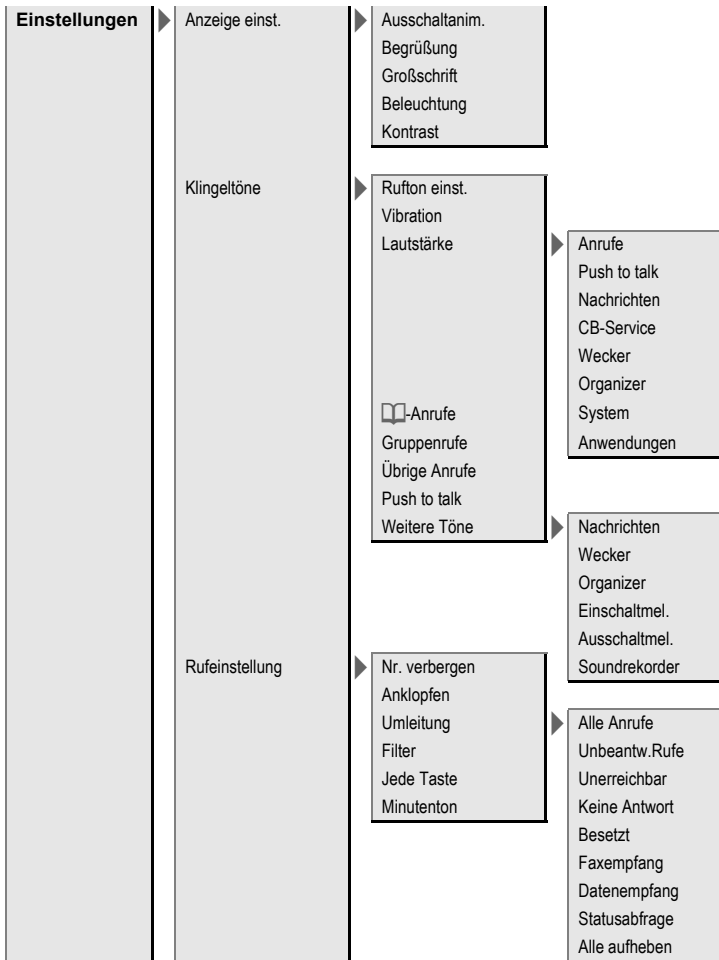 Einstellungen
Anzeige einst.
Ausschaltanim.
Begrüßung
Großschrift
Beleuchtung
Kontrast
Klingeltöne
Rufton einst.
Vibration
Lautstärke
Anrufe
Push to talk
Nachrichten
CB-Service
Wecker
Organizer
System
Anwendungen
-Anrufe
Gruppenrufe
Übrige Anrufe
Push to talk
Weitere Töne
Nachrichten
Wecker
Organizer
Einschaltmel.
Ausschaltmel.
Soundrekorder
Rufeinstellung
Nr. verbergen
Anklopfen
Umleitung
Alle Anrufe
Unbeantw.Rufe
Unerreichbar
Keine Antwort
Besetzt
Faxempfang
Datenempfang
Statusabfrage
Alle aufheben
Filter
Jede Taste
Minutenton